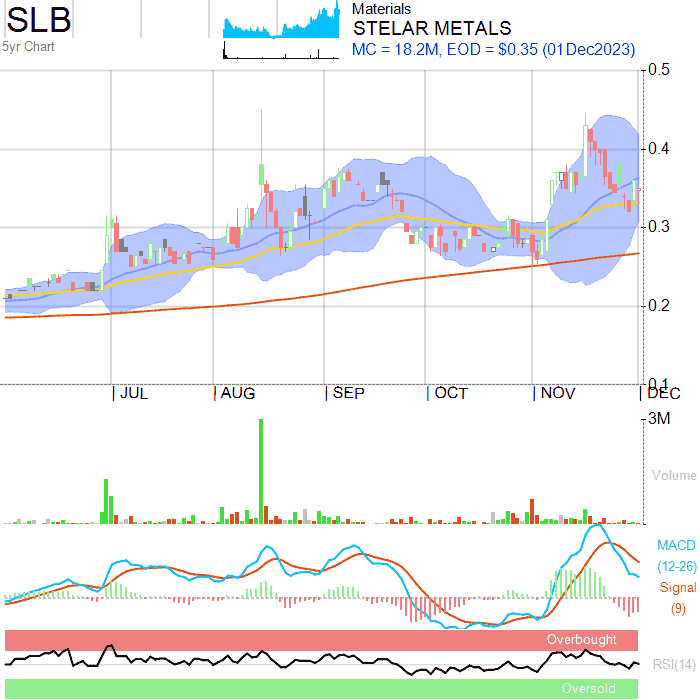 SLB
5yr Chart
Materials
STELAR METALS
MC = 18.2M, EOD = $0.35 (01Dec2023)
0.5
0.4
0.3
0.2
0.1
JUL AUG SEP OCT NOV DEC
3M
Volume
MACD
(12-26)
Signal
(9)
Overbought
RSI(14)
Oversold